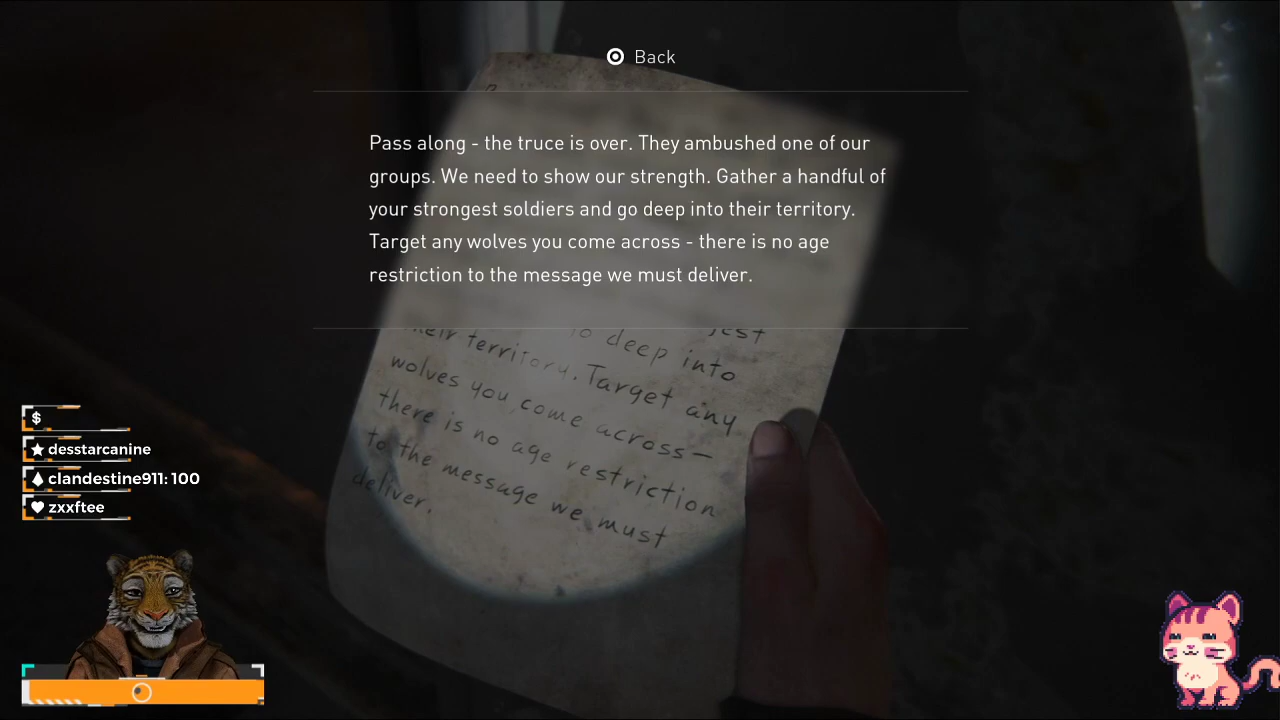 Back
Pass along - the truce is over. They ambushed one of our
groups. We need to show our strength. Gather a handful of
your strongest soldiers and go deep into their territory.
Target any wolves you come across - there is no age
restriction to the message we must deliver.
deep into
their territory. Target any
wolves you come across—
there is no age restriction
to the message we must
deliver.
$
desstarcanine
clandestine911: 100
zxxftee